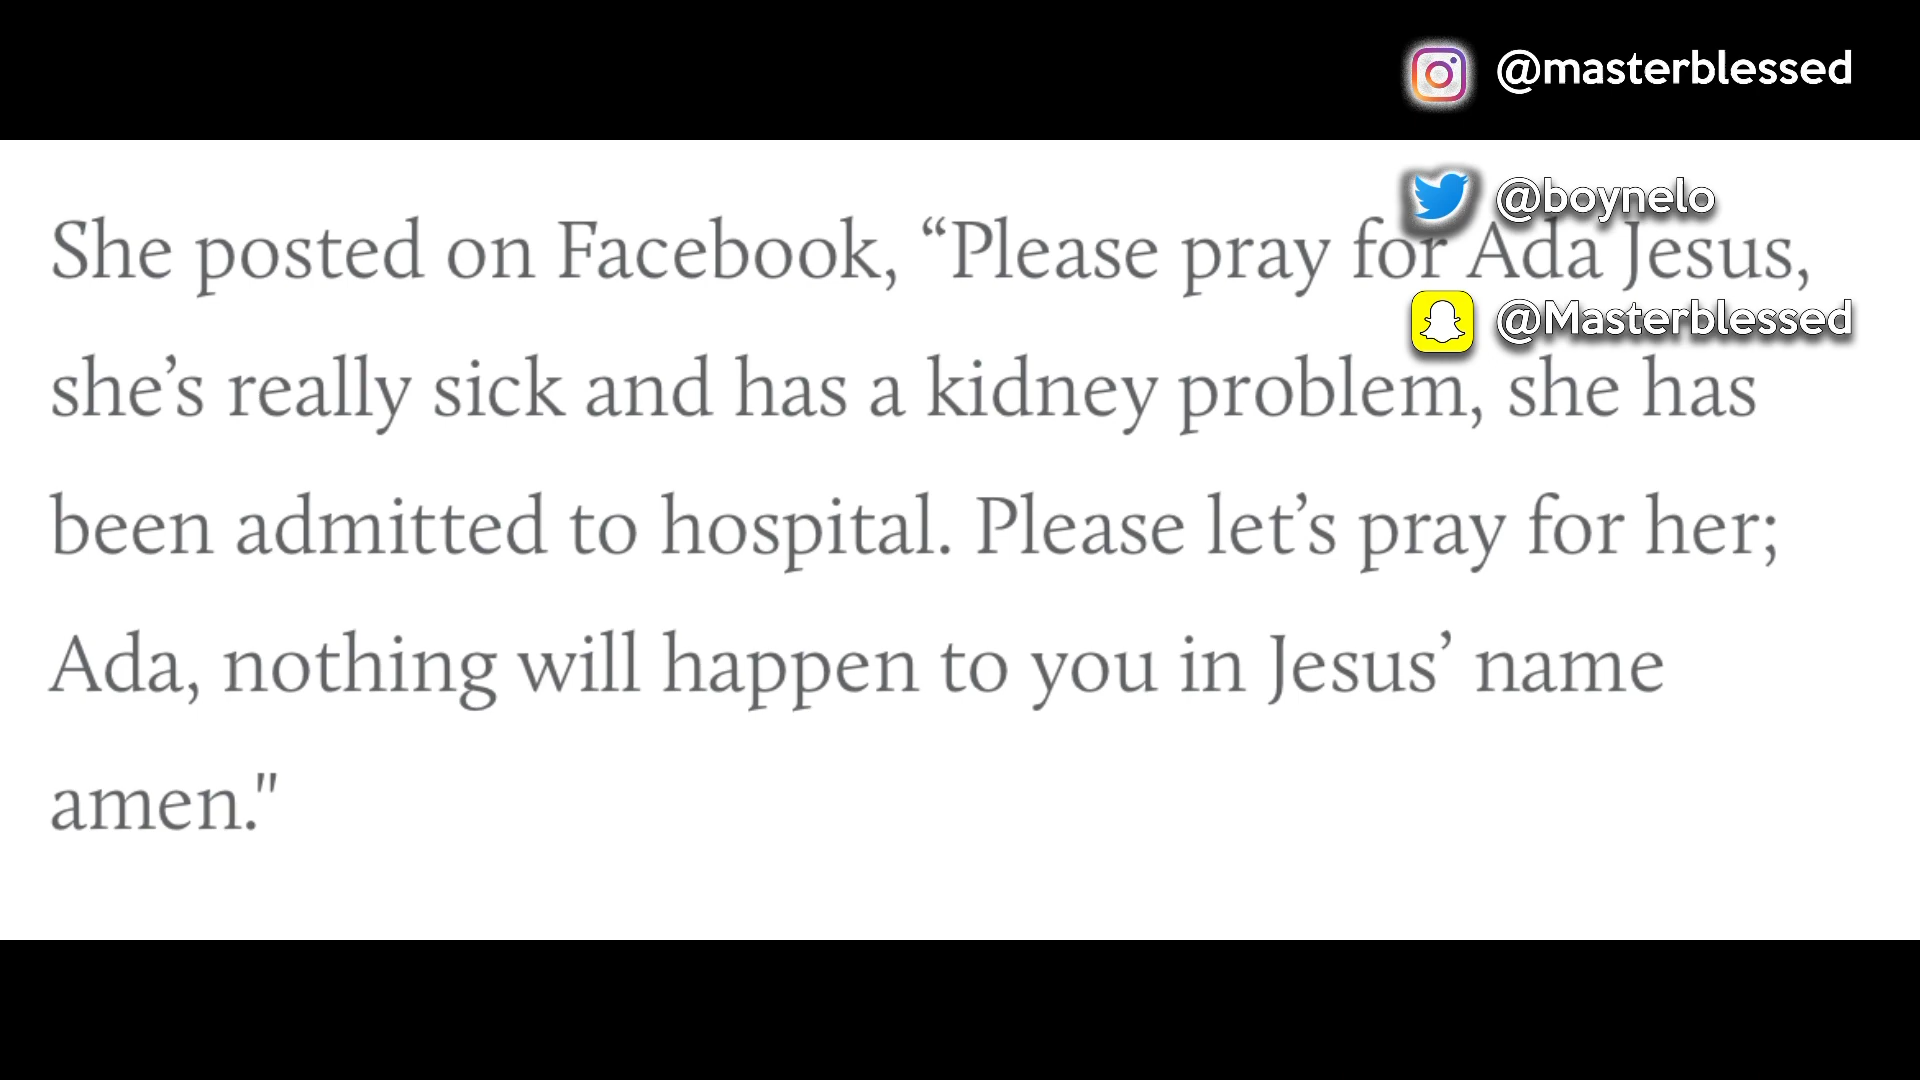 @masterblessed
@boynelo
She posted on Facebook, “Please pray for Ada Jesus,
@Masterblessed
she’s really sick and has a kidney problem, she has
been admitted to hospital. Please let’s pray for her;
Ada, nothing will happen to you in Jesus’ name
amen."